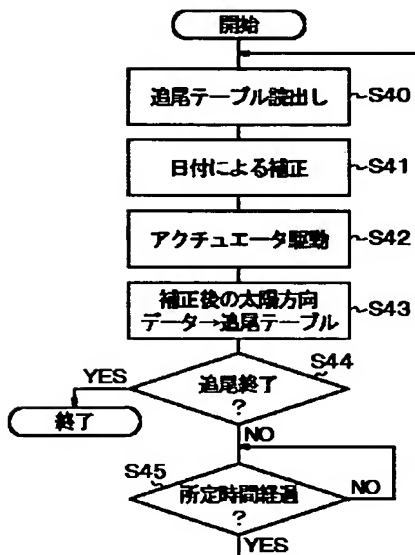 開始
追尾テーブル読出し
~S40
日付による補正
~S41
アクチュエータ駆動
~S42
補正後の太陽方向
データ→追尾テーブル
~S43
S44
YES
追尾終了
?
終了
NO
S45
所定時間経過
?
NO
YES